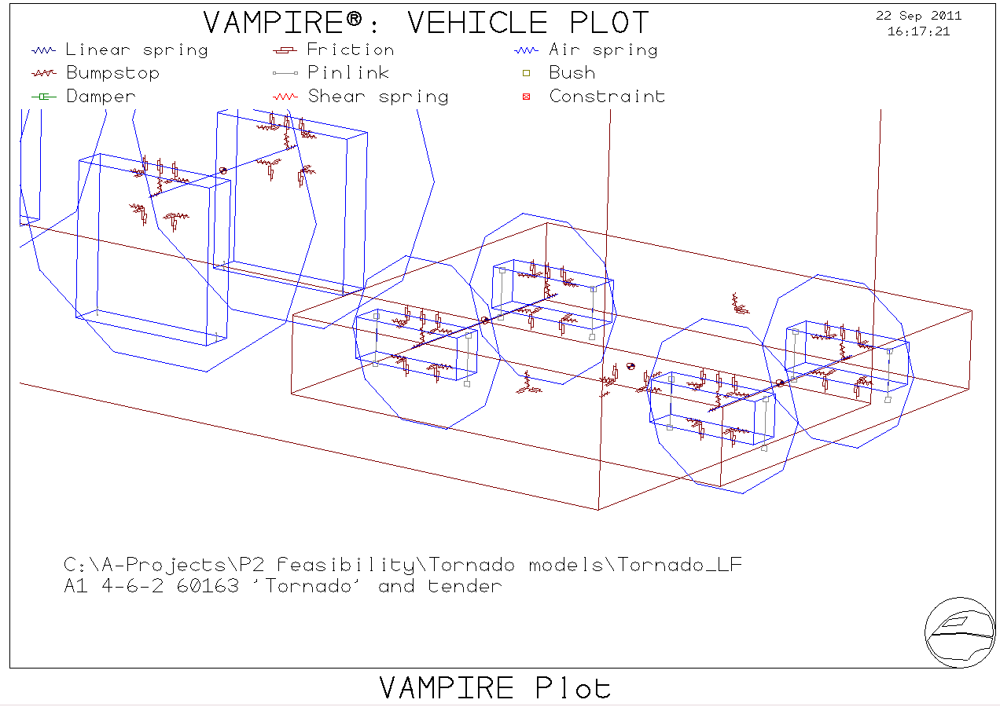 VAMPIRE®: VEHICLE PLOT
22 Sep 2011
16:17:21
Linear spring Friction Air spring
Bumpstop Pinlink Bush
Damper Shear spring Constraint
C:\A-Projects\P2 Feasibility\Tornado models\Tornado_LF
A1 4-6-2 60163 'Tornado' and tender
VAMPIRE Plot